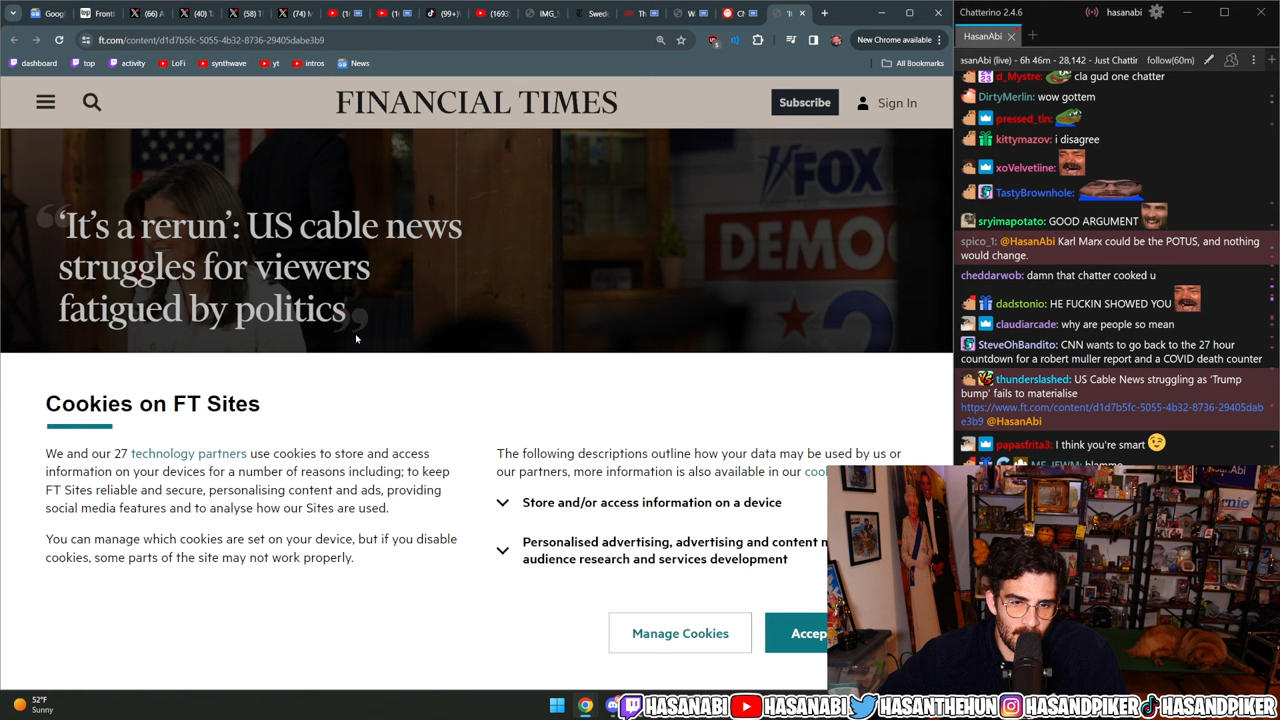 Googl
Front
(66)
(40) T
(58) T
(74) M
(1
(1
(99+)
(1693
IMG_5
Swed
Th
W
Ch
ft.com/content/d1d7b5fc-5055-4b32-8736-29405dabe3b9
New Chrome available
dashboard
top
activity
LoFi
synthwave
yt
intros
News
All Bookmarks
FINANCIAL TIMES
Subscribe
Sign In
FOX
DEMO
2
‘It’s a rerun’: US cable news
struggles for viewers
fatigued by politics
Cookies on FT Sites
We and our 27 technology partners use cookies to store and access
information on your devices for a number of reasons including; to keep
FT Sites reliable and secure, personalising content and ads, providing
social media features and to analyse how our Sites are used.
You can manage which cookies are set on your device, but if you disable
cookies, some parts of the site may not work properly.
The following descriptions outline how your data may be used by us or
our partners, more information is also available in our coo
Store and/or access information on a device
Personalised advertising, advertising and content m
audience research and services development
Manage Cookies
Accep
52°F
Sunny
Chatterino 2.4.6
hasanabi
HasanAbi
asanAbi (live) - 6h 46m - 28,142 - Just Chattir
follow(60m)
d_Mystre: cla gud one chatter
DirtyMerlin: wow gottem
pressed_tin:
kittymazov: i disagree
xoVelvetiine:
TastyBrownhole:
sryimapotato: GOOD ARGUMENT
spico_1: @HasanAbi Karl Marx could be the POTUS, and nothing
would change.
cheddarwob: damn that chatter cooked u
dadstonio: HE FUCKIN SHOWED YOU
claudiarcade: why are people so mean
SteveOhBandito: CNN wants to go back to the 27 hour
countdown for a robert muller report and a COVID death counter
thunderslashed: US Cable News struggling as ‘Trump
bump’ fails to materialise
https://www.ft.com/content/d1d7b5fc-5055-4b32-8736-29405dab
e3b9 @HasanAbi
papasfrita3: I think you're smart
ernie
HASANABI
HASANABI
HASANTHEHUN
HASANDPIKER
HASANDPIKER